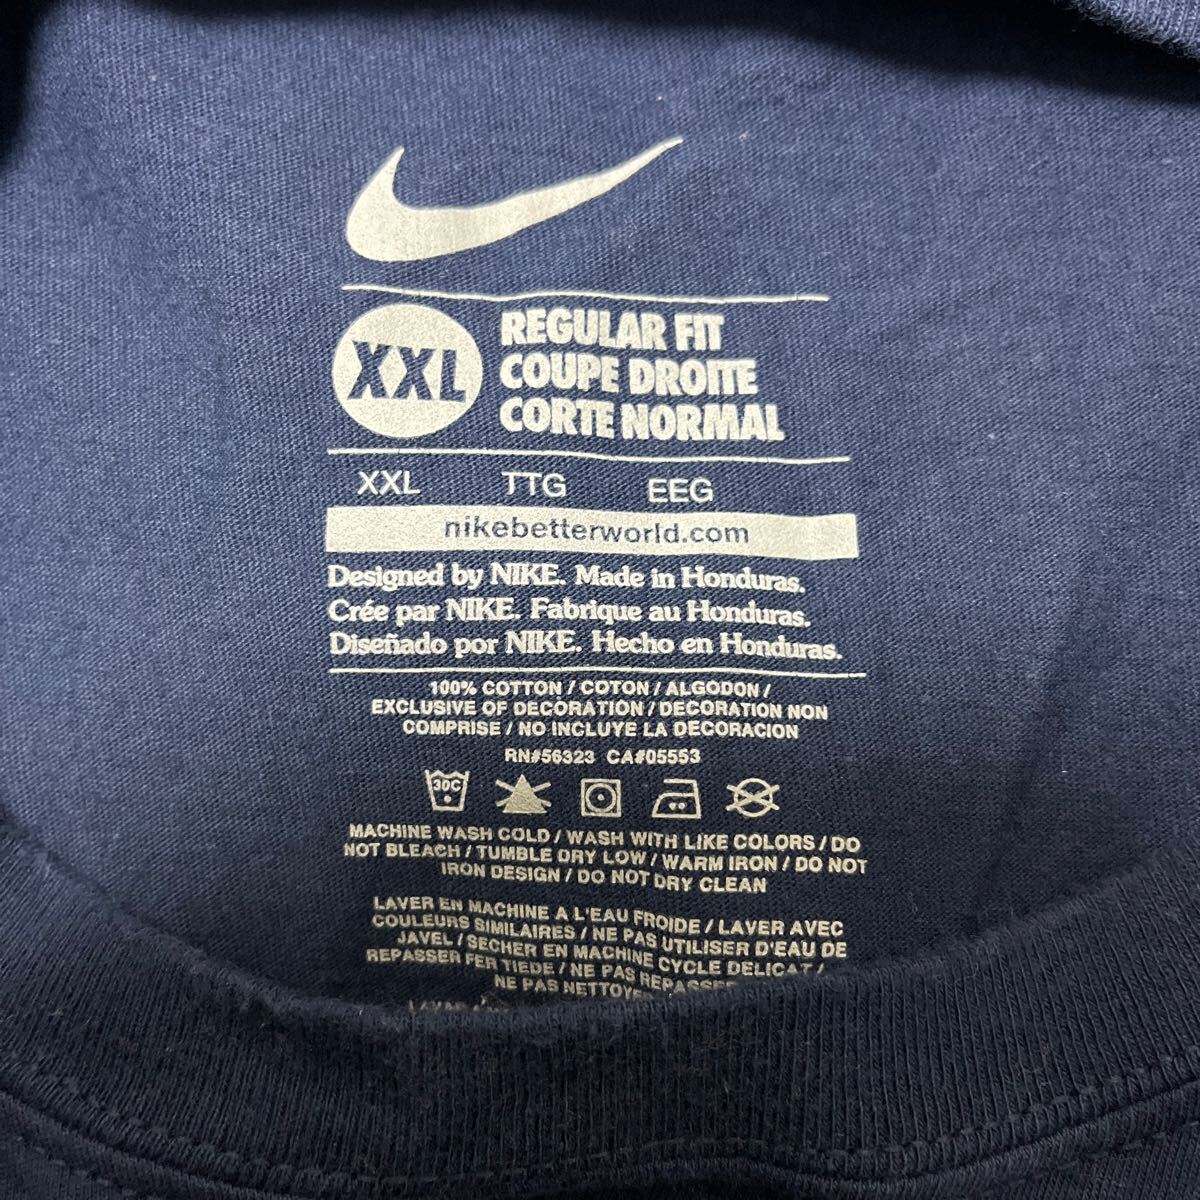 XXL
REGULAR FIT
COUPE DROITE
CORTE NORMAL
XXL TTG EEG
nikebetterworld.com
Designed by NIKE. Made in Honduras.
Crée par NIKE. Fabrique au Honduras.
Diseñado por NIKE. Hecho en Honduras.
100% COTTON / COTON / ALGODON /
EXCLUSIVE OF DECORATION / DECORATION NON
COMPRISE / NO INCLUYE LA DECORACION
RN#56323 CA#05553
30C
MACHINE WASH COLD / WASH WITH LIKE COLORS / DO
NOT BLEACH / TUMBLE DRY LOW / WARM IRON / DO NOT
IRON DESIGN / DO NOT DRY CLEAN
LAVER EN MACHINE A L'EAU FROIDE / LAVER AVEC
COULEURS SIMILAIRES / NE PAS UTILISER D'EAU DE
JAVEL / SECHER EN MACHINE CYCLE DELICAT /
REPASSER FER TIEDE / NE PAS REPASSER
NE PAS NETTOYER